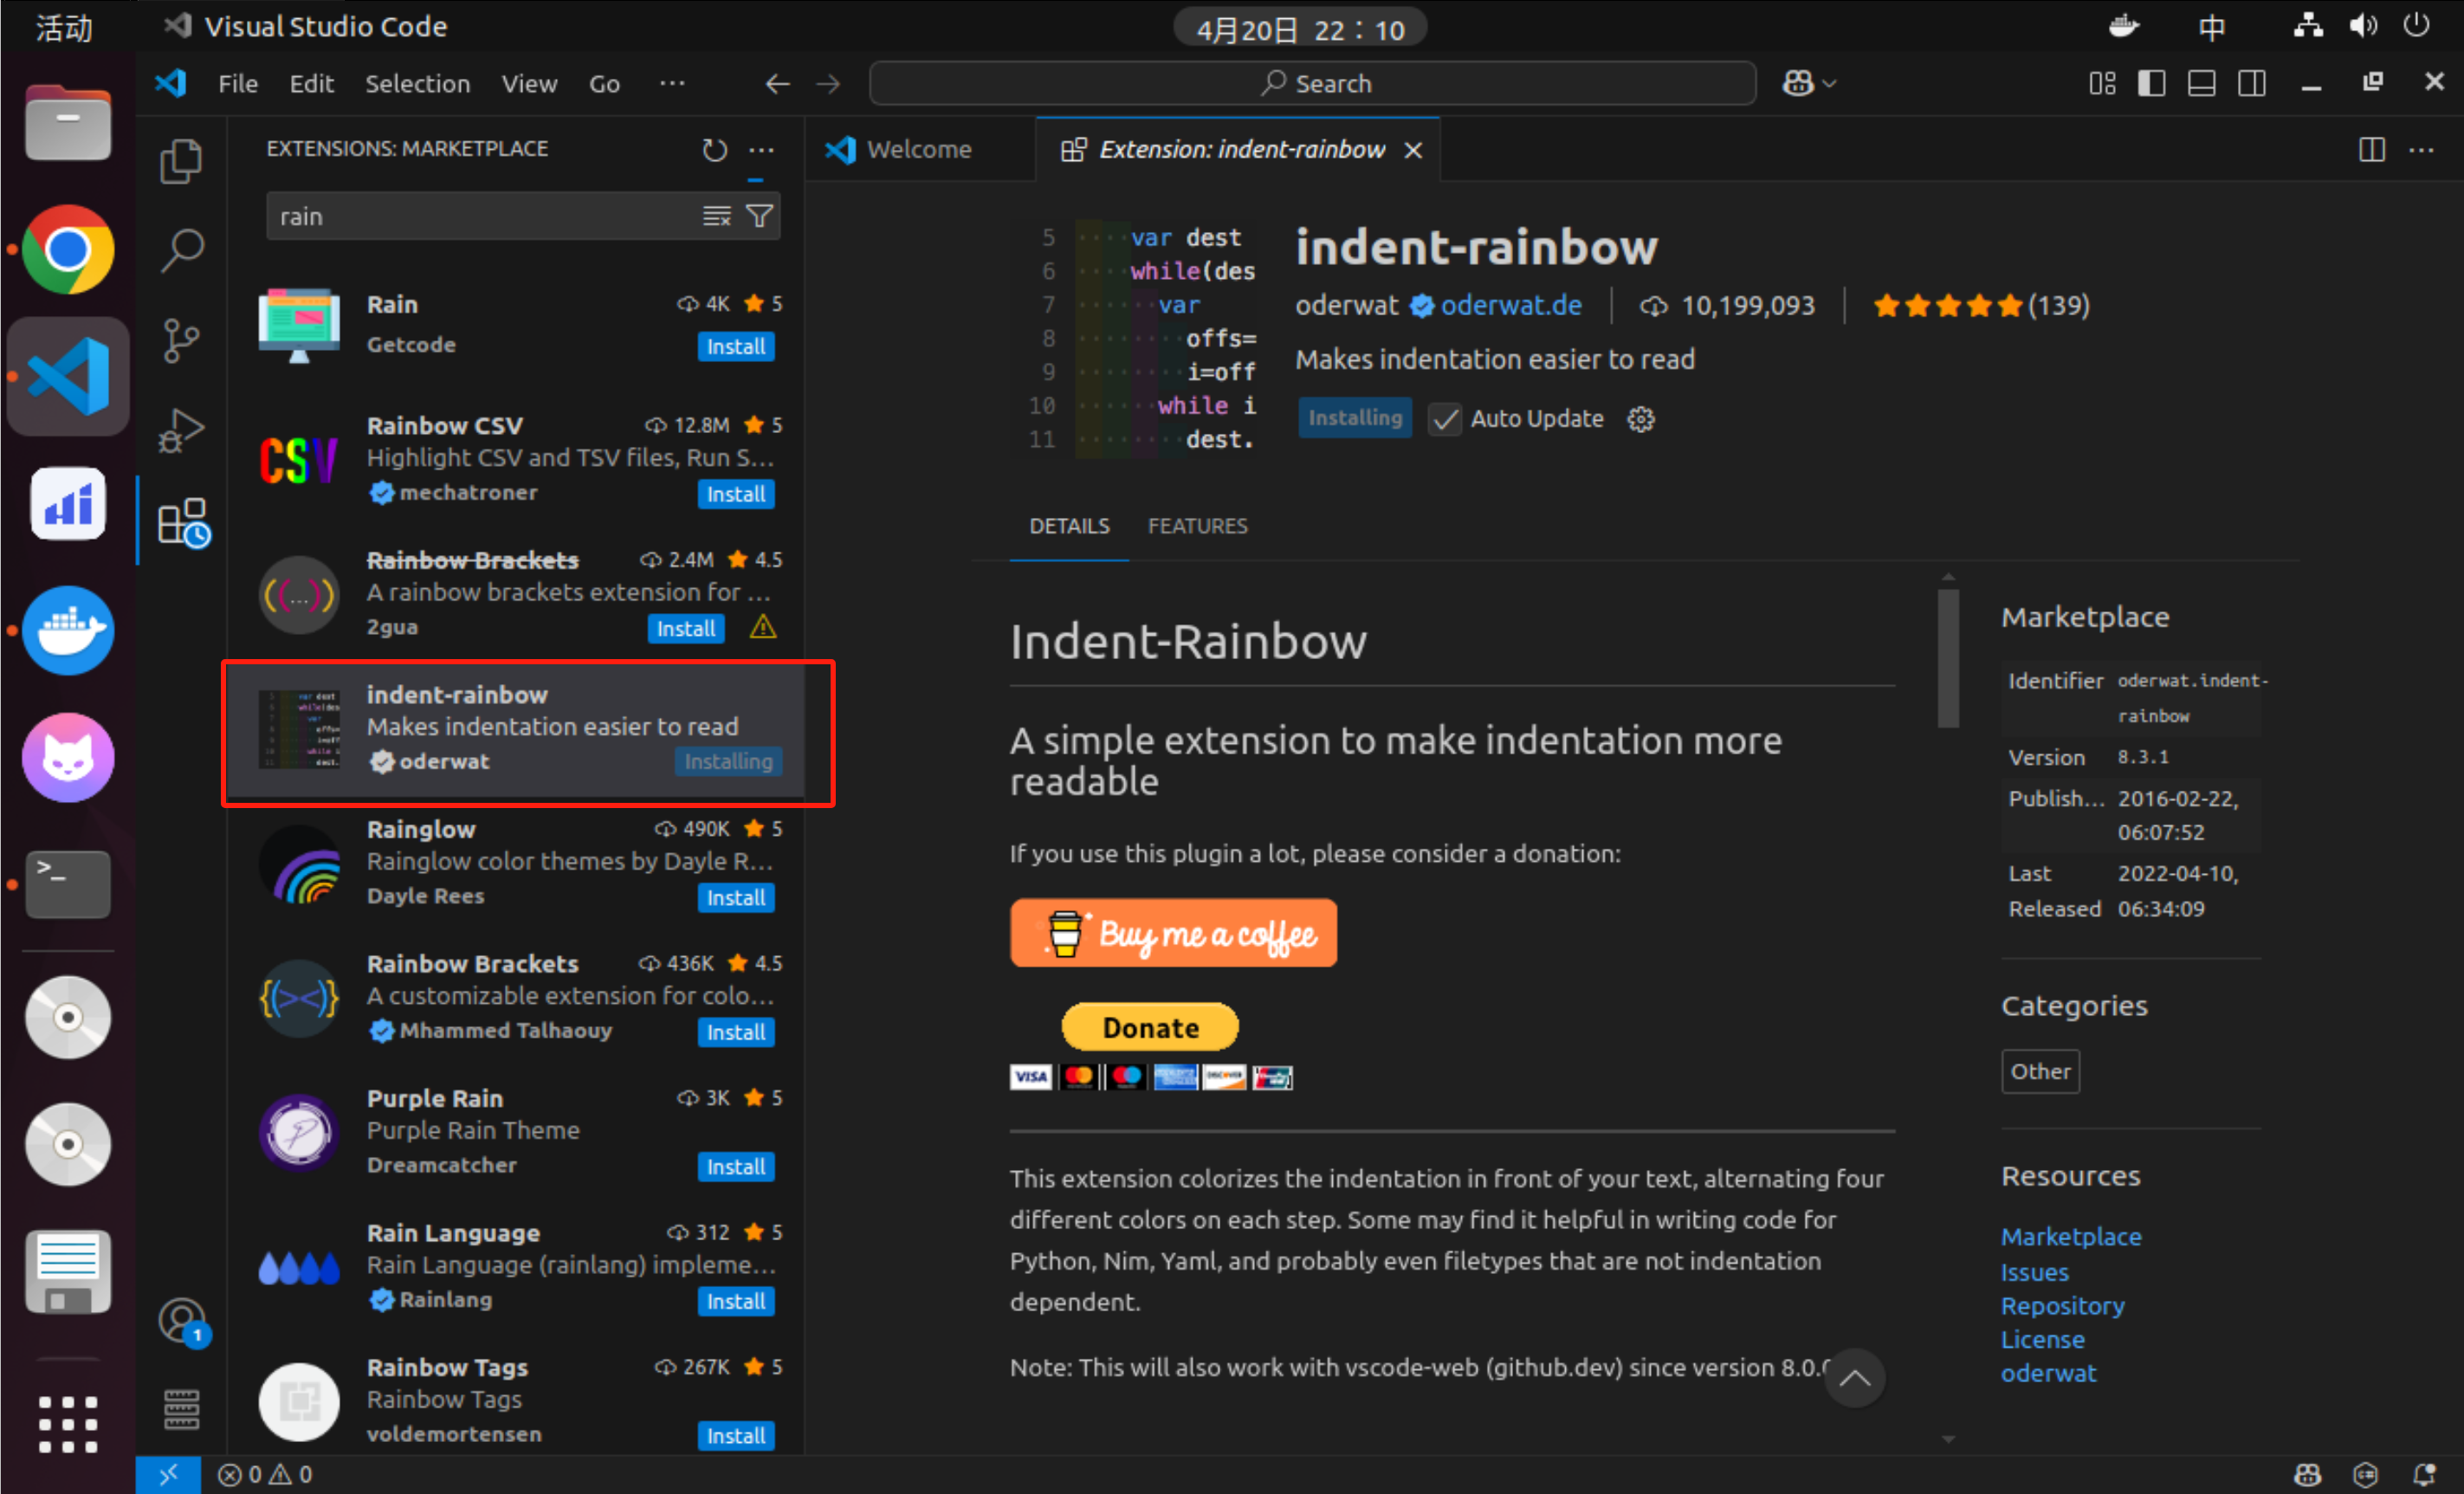 活动
Visual Studio Code
4月20日 22：10
中
File Edit Selection View Go ···
Search
EXTENSIONS: MARKETPLACE
rain
Rain
4K 5
Getcode
Install
Rainbow CSV
12.8M 5
Highlight CSV and TSV files, Run S...
mechatroner
Install
CSV
Rainbow Brackets
2.4M 4.5
A rainbow brackets extension for ...
2gua
Install
indent-rainbow
Makes indentation easier to read
oderwat
Installing
Rainglow
490K 5
Rainglow color themes by Dayle R...
Dayle Rees
Install
Rainbow Brackets
436K 4.5
A customizable extension for colo...
Mhammed Talhaouy
Install
Purple Rain
3K 5
Purple Rain Theme
Dreamcatcher
Install
Rain Language
312 5
Rain Language (rainlang) impleme...
Rainlang
Install
Rainbow Tags
267K 5
Rainbow Tags
voldemortensen
Install
1
0 0
Welcome
Extension: indent-rainbow
5 ····var dest
6 ····while(des
7 ······var
8 ········offs=
9 ········i=off
10 ······while i
11 ········dest.
indent-rainbow
oderwat oderwat.de 10,199,093 (139)
Makes indentation easier to read
Installing Auto Update
DETAILS FEATURES
Indent-Rainbow
A simple extension to make indentation more
readable
If you use this plugin a lot, please consider a donation:
Buy me a coffee
Donate
VISA
DISCOVER
This extension colorizes the indentation in front of your text, alternating four
different colors on each step. Some may find it helpful in writing code for
Python, Nim, Yaml, and probably even filetypes that are not indentation
dependent.
Note: This will also work with vscode-web (github.dev) since version 8.0.
Marketplace
Identifier oderwat.indent-
rainbow
Version 8.3.1
Publish... 2016-02-22,
06:07:52
Last 2022-04-10,
Released 06:34:09
Categories
Other
Resources
Marketplace
Issues
Repository
License
oderwat